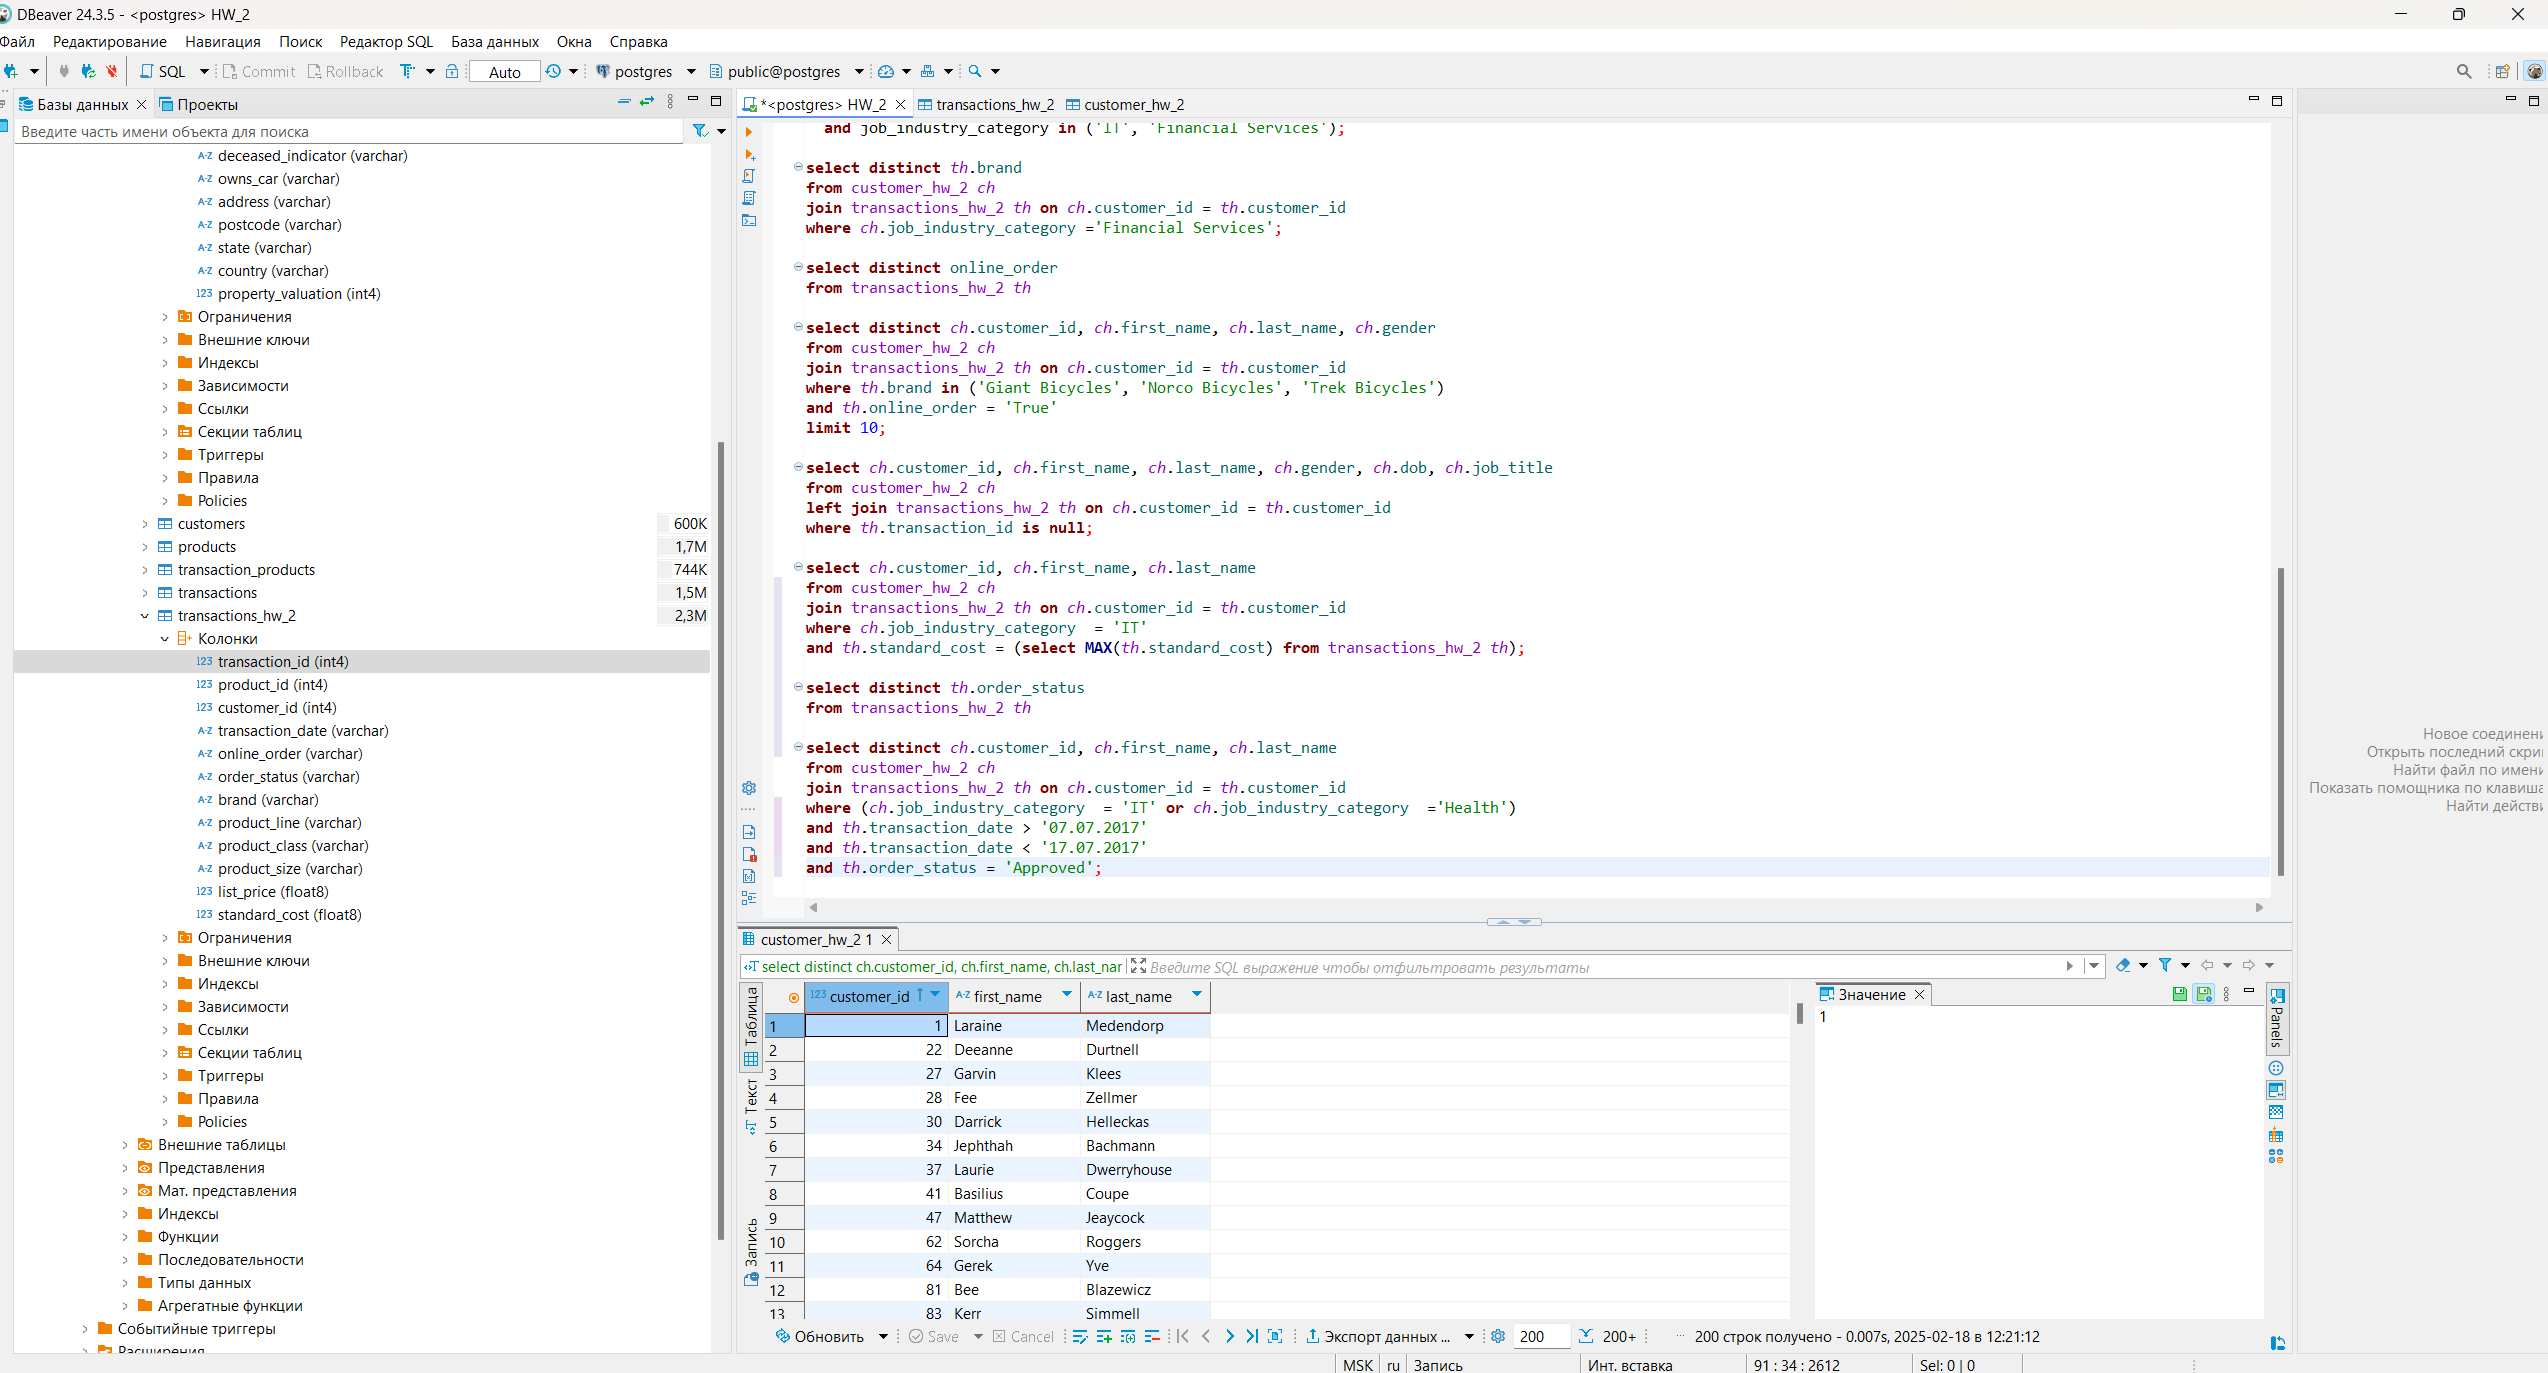 DBeaver 24.3.5 - <postgres> HW_2
Файл Редактирование Навигация Поиск Редактор SQL База данных Окна Справка
SQL Commit Rollback Auto postgres public@postgres
Базы данных Проекты
Введите часть имени объекта для поиска
A-Z deceased_indicator (varchar)
A-Z owns_car (varchar)
A-Z address (varchar)
A-Z postcode (varchar)
A-Z state (varchar)
A-Z country (varchar)
123 property_valuation (int4)
Ограничения
Внешние ключи
Индексы
Зависимости
Ссылки
Секции таблиц
Триггеры
Правила
Policies
customers 600K
products 1,7M
transaction_products 744K
transactions 1,5M
transactions_hw_2 2,3M
Колонки
123 transaction_id (int4)
123 product_id (int4)
123 customer_id (int4)
A-Z transaction_date (varchar)
A-Z online_order (varchar)
A-Z order_status (varchar)
A-Z brand (varchar)
A-Z product_line (varchar)
A-Z product_class (varchar)
A-Z product_size (varchar)
123 list_price (float8)
123 standard_cost (float8)
Ограничения
Внешние ключи
Индексы
Зависимости
Ссылки
Секции таблиц
Триггеры
Правила
Policies
Внешние таблицы
Представления
Мат. представления
Индексы
Функции
Последовательности
Типы данных
Агрегатные функции
Событийные триггеры
Расширения
*<postgres> HW_2 transactions_hw_2 customer_hw_2
and job_industry_category in ('IT', 'Financial Services');
select distinct th.brand
from customer_hw_2 ch
join transactions_hw_2 th on ch.customer_id = th.customer_id
where ch.job_industry_category ='Financial Services';
select distinct online_order
from transactions_hw_2 th
select distinct ch.customer_id, ch.first_name, ch.last_name, ch.gender
from customer_hw_2 ch
join transactions_hw_2 th on ch.customer_id = th.customer_id
where th.brand in ('Giant Bicycles', 'Norco Bicycles', 'Trek Bicycles')
and th.online_order = 'True'
limit 10;
select ch.customer_id, ch.first_name, ch.last_name, ch.gender, ch.dob, ch.job_title
from customer_hw_2 ch
left join transactions_hw_2 th on ch.customer_id = th.customer_id
where th.transaction_id is null;
select ch.customer_id, ch.first_name, ch.last_name
from customer_hw_2 ch
join transactions_hw_2 th on ch.customer_id = th.customer_id
where ch.job_industry_category = 'IT'
and th.standard_cost = (select MAX(th.standard_cost) from transactions_hw_2 th);
select distinct th.order_status
from transactions_hw_2 th
select distinct ch.customer_id, ch.first_name, ch.last_name
from customer_hw_2 ch
join transactions_hw_2 th on ch.customer_id = th.customer_id
where (ch.job_industry_category = 'IT' or ch.job_industry_category ='Health')
and th.transaction_date > '07.07.2017'
and th.transaction_date < '17.07.2017'
and th.order_status = 'Approved';
Новое соединени
Открыть последний скри
Найти файл по имени
Показать помощника по клавиша
Найти действи
customer_hw_2 1
select distinct ch.customer_id, ch.first_name, ch.last_nar Введите SQL выражение чтобы отфильтровать результаты
Таблица
Текст
Запись
123 customer_id A-Z first_name A-Z last_name
1 1 Laraine Medendorp
2 22 Deeanne Durtnell
3 27 Garvin Klees
4 28 Fee Zellmer
5 30 Darrick Helleckas
6 34 Jephthah Bachmann
7 37 Laurie Dwerryhouse
8 41 Basilius Coupe
9 47 Matthew Jeaycock
10 62 Sorcha Roggers
11 64 Gerek Yve
12 81 Bee Blazewicz
13 83 Kerr Simmell
Значение
1
Panels
Обновить Save Cancel Экспорт данных ... 200 200+ 200 строк получено - 0.007s, 2025-02-18 в 12:21:12
MSK ru Запись Инт. вставка 91 : 34 : 2612 Sel: 0 | 0